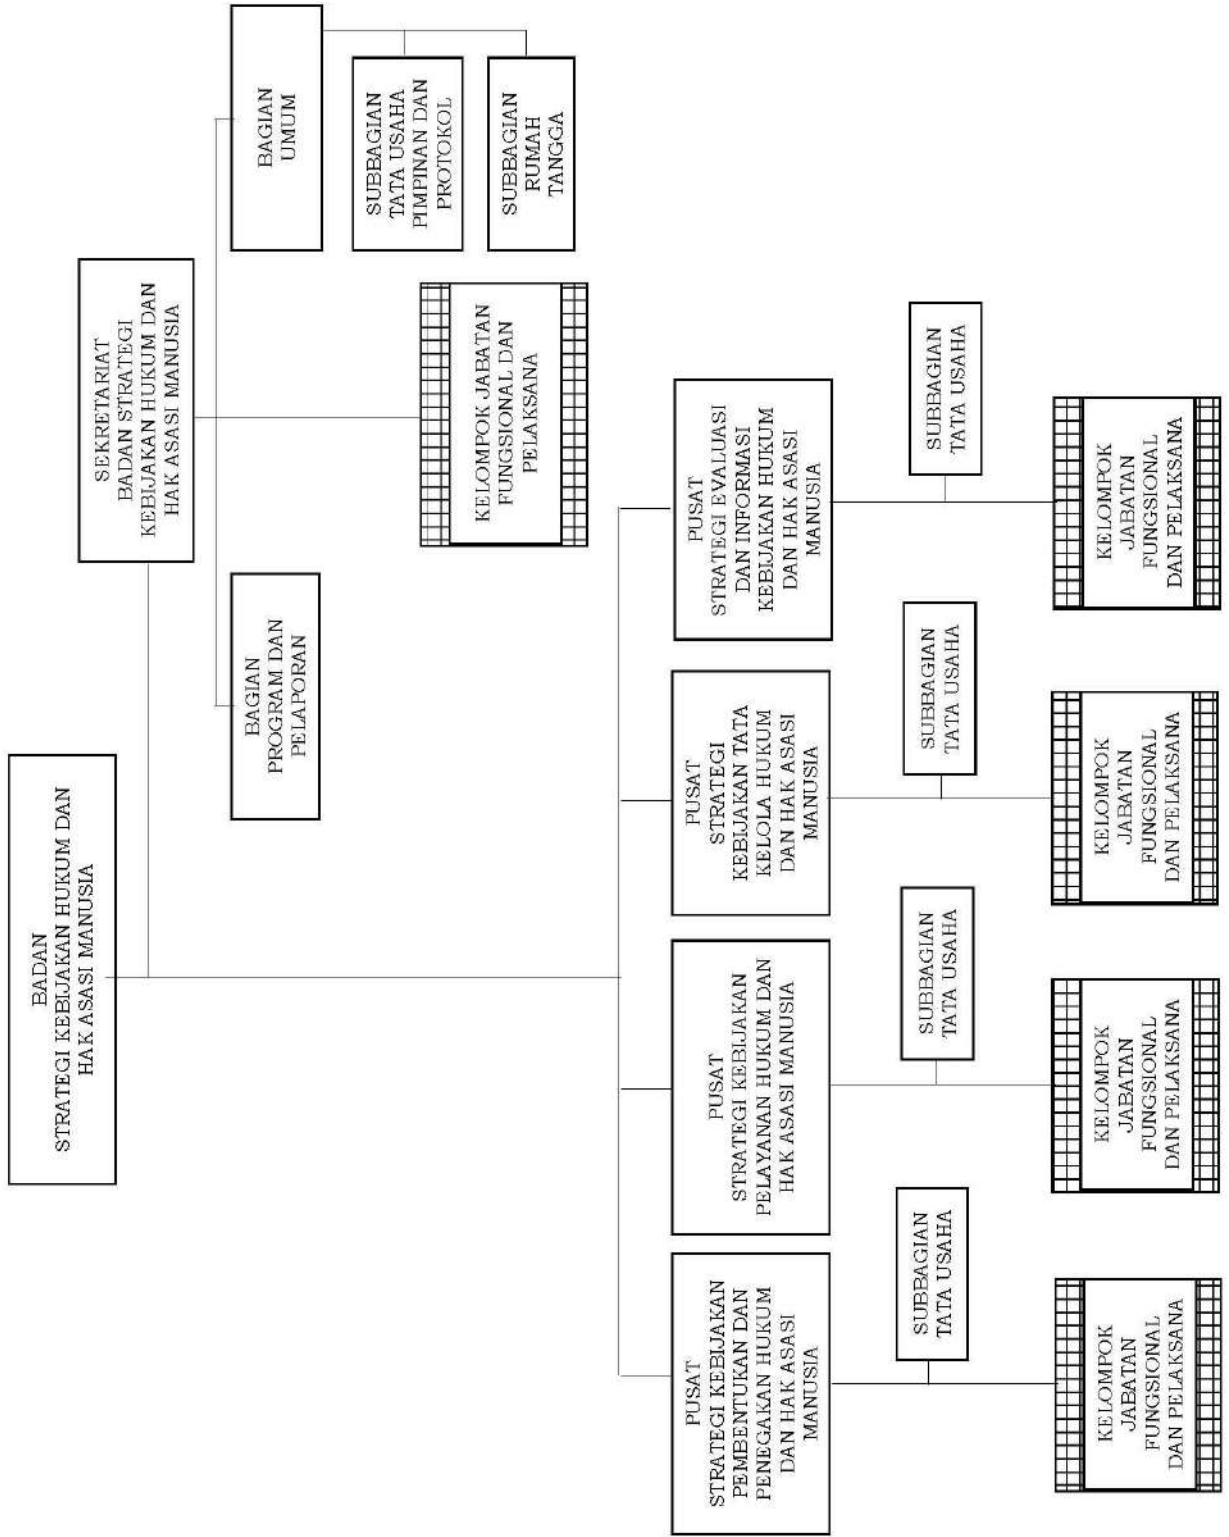 BADAN
STRATEGI KEBIJAKAN HUKUM DAN
HAK ASASI MANUSIA
SEKRETARIAT
BADAN STRATEGI
KEBIJAKAN HUKUM DAN
HAK ASASI MANUSIA
BAGIAN
PROGRAM DAN
PELAPORAN
BAGIAN
UMUM
SUBBAGIAN
TATA USAHA
PIMPINAN DAN
PROTOKOL
SUBBAGIAN
RUMAH
TANGGA
KELOMPOK JABATAN
FUNGSIONAL DAN
PELAKSANA
PUSAT
STRATEGI KEBIJAKAN
PEMBENTUKAN DAN
PENEGAKAN HUKUM
DAN HAK ASASI
MANUSIA
PUSAT
STRATEGI KEBIJAKAN
PELAYANAN HUKUM DAN
HAK ASASI MANUSIA
PUSAT
STRATEGI
KEBIJAKAN TATA
KELOLA HUKUM
DAN HAK ASASI
MANUSIA
PUSAT
STRATEGI EVALUASI
DAN INFORMASI
KEBIJAKAN HUKUM
DAN HAK ASASI
MANUSIA
SUBBAGIAN
TATA USAHA
SUBBAGIAN
TATA USAHA
SUBBAGIAN
TATA USAHA
SUBBAGIAN
TATA USAHA
KELOMPOK
JABATAN
FUNGSIONAL
DAN PELAKSANA
KELOMPOK
JABATAN
FUNGSIONAL
DAN PELAKSANA
KELOMPOK
JABATAN
FUNGSIONAL
DAN PELAKSANA
KELOMPOK
JABATAN
FUNGSIONAL
DAN PELAKSANA